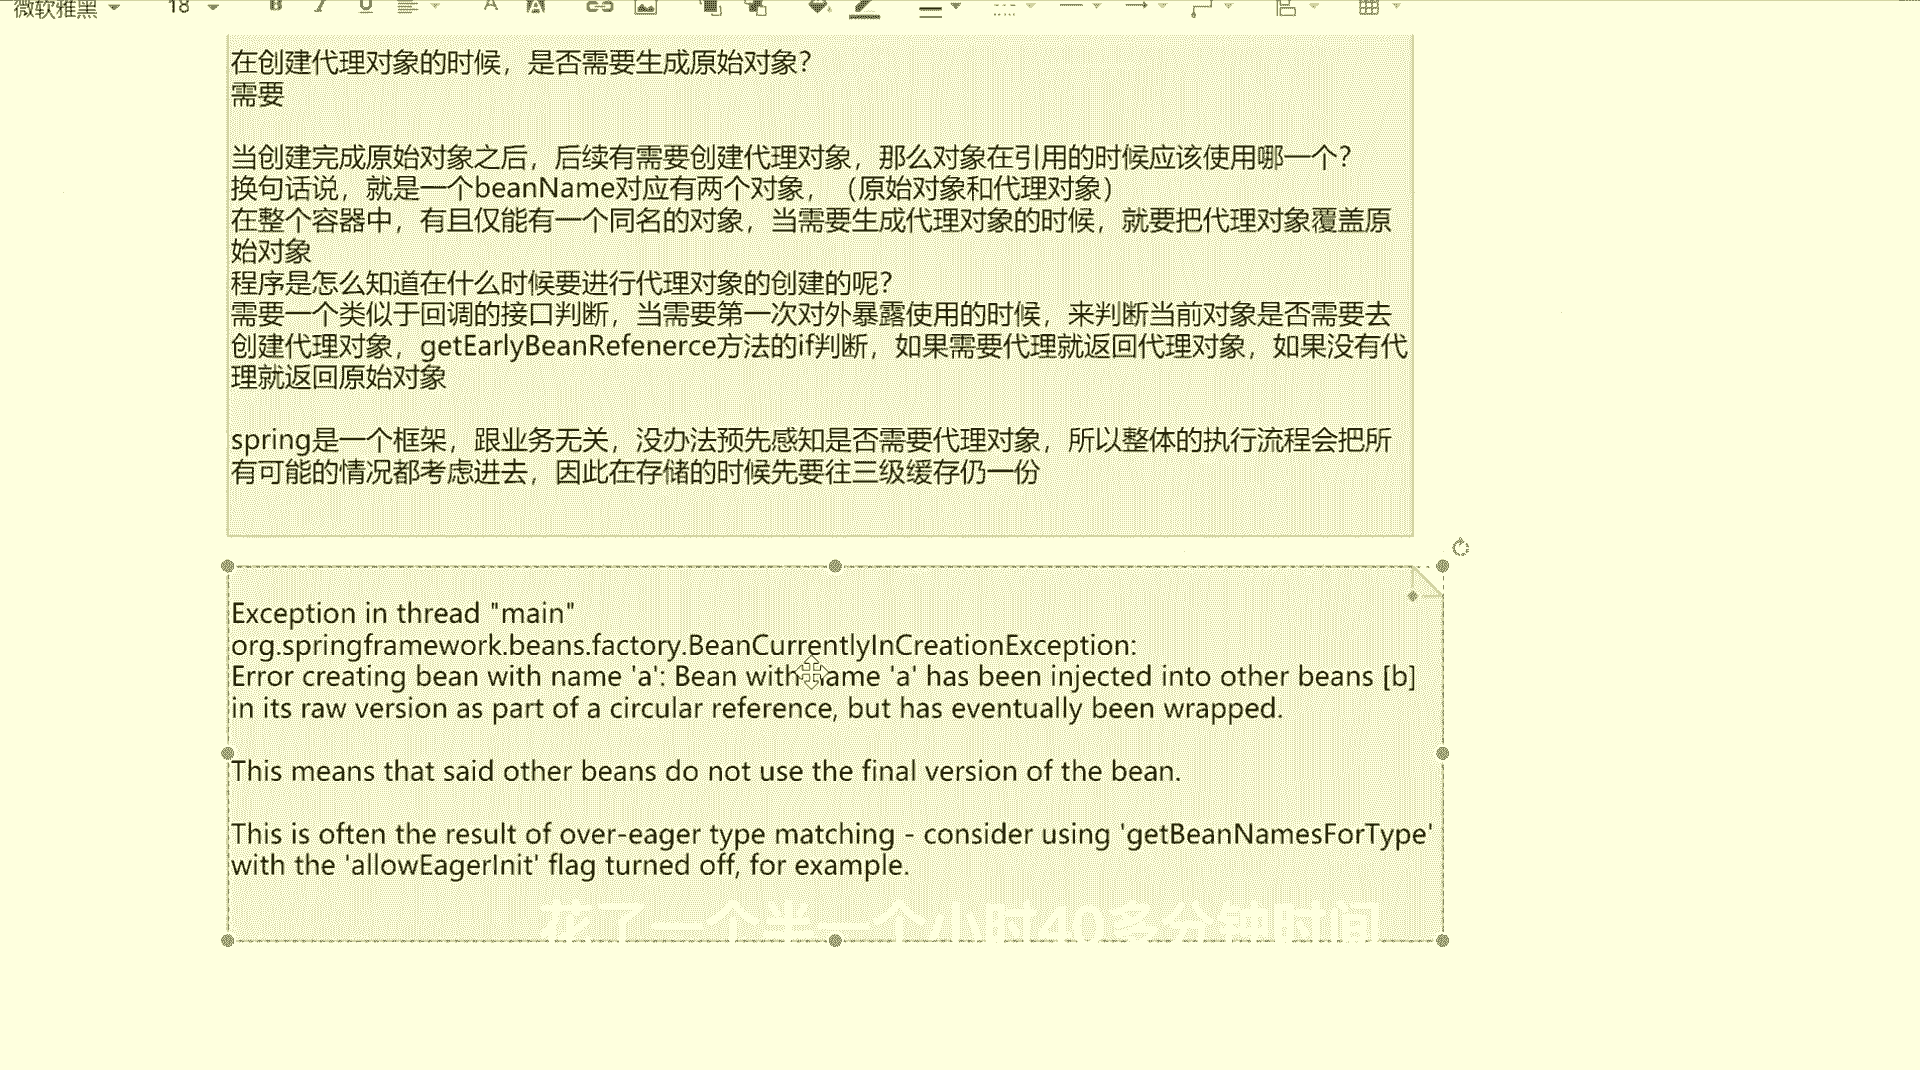 微软雅黑 18
在创建代理对象的时候，是否需要生成原始对象？
需要
当创建完成原始对象之后，后续有需要创建代理对象，那么对象在引用的时候应该使用哪一个？
换句话说，就是一个beanName对应有两个对象，（原始对象和代理对象）
在整个容器中，有且仅能有一个同名的对象，当需要生成代理对象的时候，就要把代理对象覆盖原
始对象
程序是怎么知道在什么时候要进行代理对象的创建的呢？
需要一个类似于回调的接口判断，当需要第一次对外暴露使用的时候，来判断当前对象是否需要去
创建代理对象，getEarlyBeanRefenerce方法的if判断，如果需要代理就返回代理对象，如果没有代
理就返回原始对象
spring是一个框架，跟业务无关，没办法预先感知是否需要代理对象，所以整体的执行流程会把所
有可能的情况都考虑进去，因此在存储的时候先要往三级缓存仍一份
Exception in thread "main"
org.springframework.beans.factory.BeanCurrentlyInCreationException:
Error creating bean with name 'a': Bean with name 'a' has been injected into other beans [b]
in its raw version as part of a circular reference, but has eventually been wrapped.
This means that said other beans do not use the final version of the bean.
This is often the result of over-eager type matching - consider using 'getBeanNamesForType'
with the 'allowEagerInit' flag turned off, for example.
花了一个半一个小时40多分钟时间